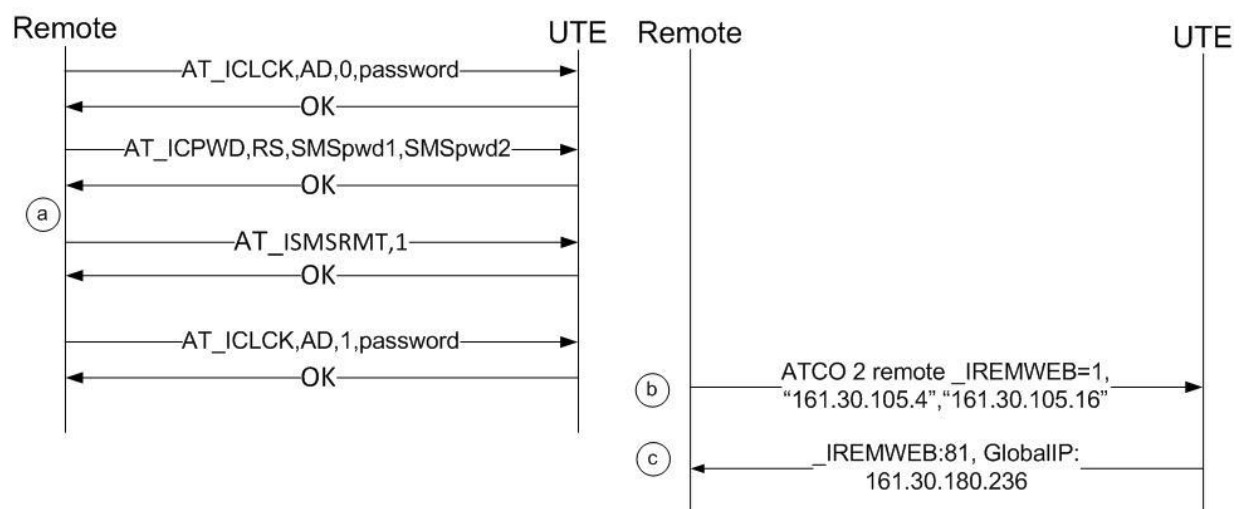 Remote UTE
AT_ICLCK,AD,0,password
OK
AT_ICPWD,RS,SMSpwd1,SMSpwd2
OK
a
AT_ISMSRMT,1
OK
AT_ICLCK,AD,1,password
OK
Remote UTE
b
ATCO 2 remote _IREMWEB=1,
“161.30.105.4”,“161.30.105.16”
c
_IREMWEB:81, GlobalIP:
161.30.180.236